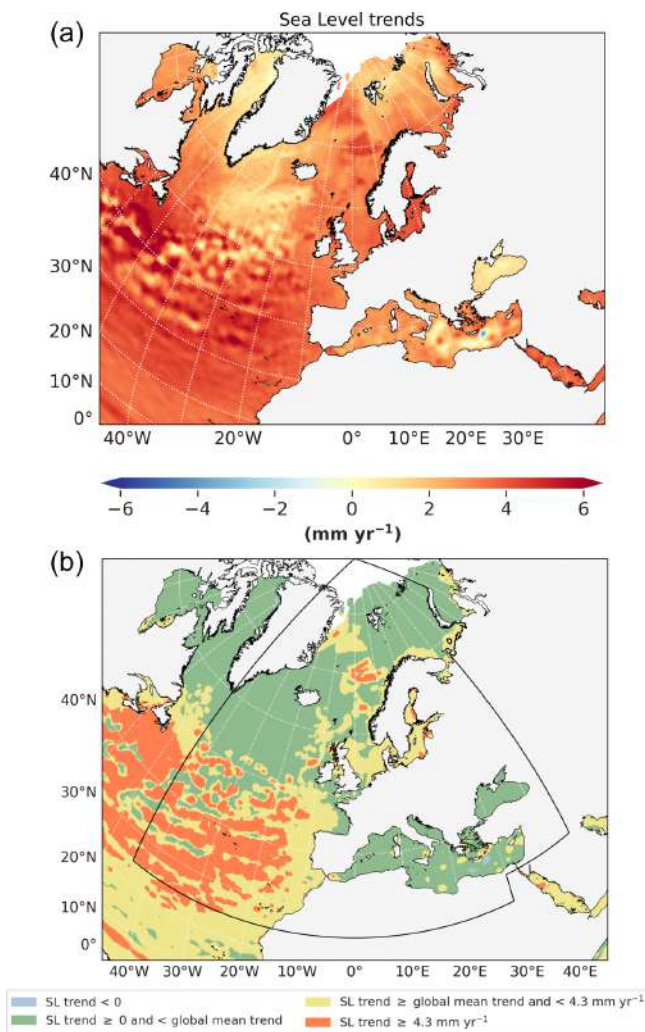 Sea Level trends
(a)
40°N
30°N
20°N
10°N
0°
40°W 20°W 0° 10°E 20°E 30°E
−6 −4 −2 0 2 4 6
(mm yr⁻¹)
(b)
40°N
30°N
20°N
10°N
0°
40°W 30°W 20°W 10°W 0° 10°E 20°E 30°E 40°E
SL trend < 0 SL trend ≥ global mean trend and < 4.3 mm yr⁻¹
SL trend ≥ 0 and < global mean trend SL trend ≥ 4.3 mm yr⁻¹